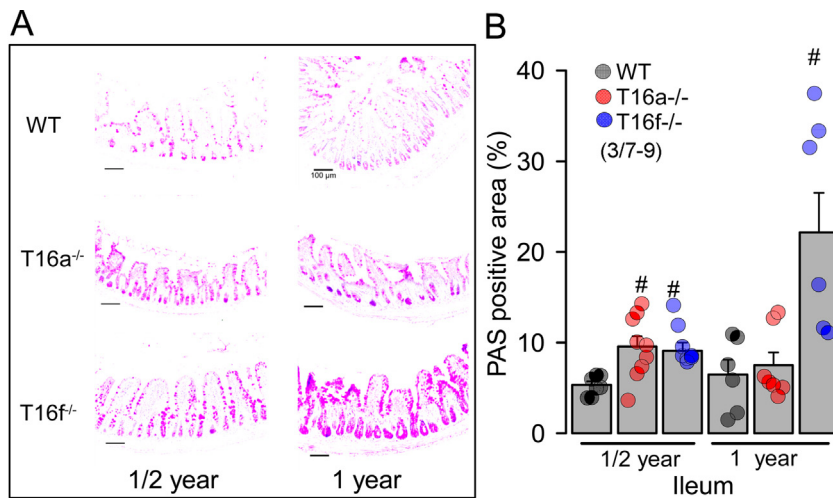 A
WT
T16a-/-
T16f-/-
100 µm
1/2 year
1 year
B
PAS positive area (%)
40
30
20
10
0
WT
T16a-/-
T16f-/-
(3/7-9)
#
#
#
1/2 year
1 year
Ileum